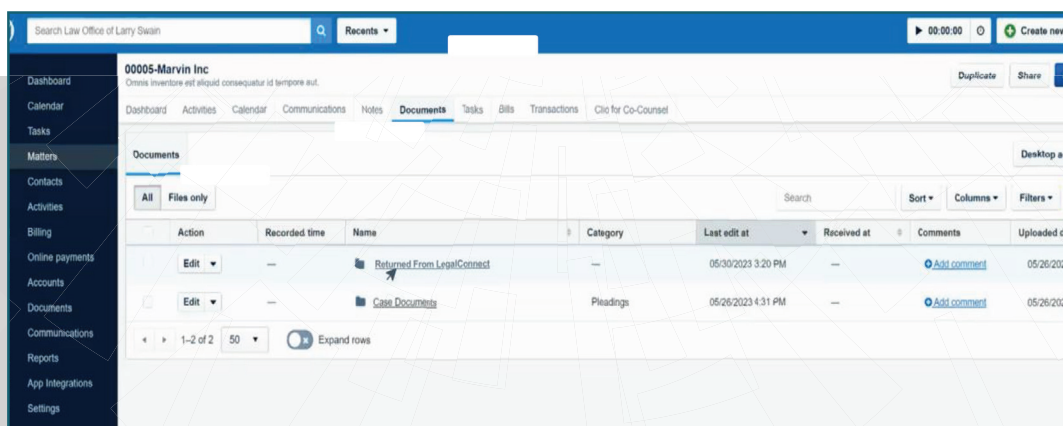 Search Law Office of Larry Swain
Recents
00:00:00
Create new
00005-Marvin Inc
Omnis inventore est aliquid consequatur id tempore aut.
Duplicate
Share
Dashboard
Calendar
Tasks
Matters
Contacts
Activities
Billing
Online payments
Accounts
Documents
Communications
Reports
App Integrations
Settings
Dashboard Activities Calendar Communications Notes Documents Tasks Bills Transactions Clio for Co-Counsel
Documents
Desktop a
All Files only
Search
Sort Columns Filters
Action Recorded time Name Category Last edit at Received at Comments Uploaded d
Edit — Returned From LegalConnect — 05/30/2023 3:20 PM — Add comment 05/26/202
Edit — Case Documents Pleadings 05/26/2023 4:31 PM — Add comment 05/26/202
1–2 of 2 50 Expand rows